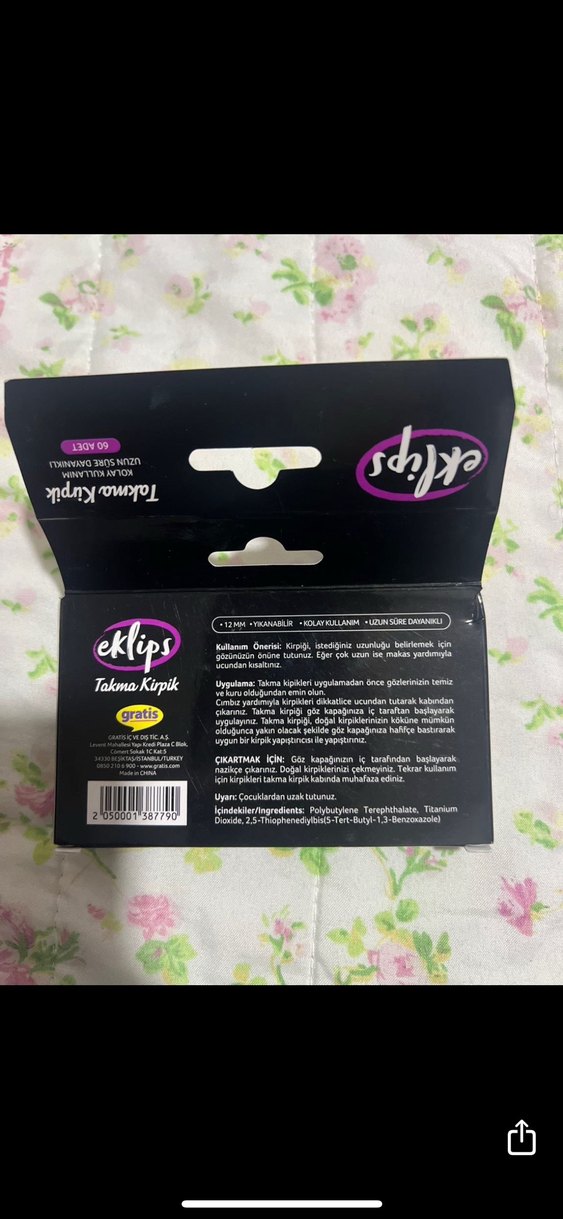 60 ADET
UZUN SÜRE DAYANIKLI
KOLAY KULLANIM
Takma Kirpik
eklips
eklips
Takma Kirpik
gratis
GRATİS İÇ VE DIŞ TİC. A.Ş.
Levent Mahallesi Yapı Kredi Plaza C Blok,
Cömert Sokak 1C Kat:5
34330 BEŞİKTAŞ/İSTANBUL/TURKEY
0850 210 6 900 • www.gratis.com
Made in CHINA
2 050001 387790
• 12 MM • YIKANABİLİR • KOLAY KULLANIM • UZUN SÜRE DAYANIKLI
Kullanım Önerisi: Kirpiği, istediğiniz uzunluğu belirlemek için
gözünüzün önüne tutunuz. Eğer çok uzun ise makas yardımıyla
ucundan kısaltınız.
Uygulama: Takma kipikleri uygulamadan önce gözlerinizin temiz
ve kuru olduğundan emin olun.
Cımbız yardımıyla kirpikleri dikkatlice ucundan tutarak kabından
çıkarınız. Takma kirpiği göz kapağınıza iç taraftan başlayarak
uygulayınız. Takma kirpiği, doğal kirpiklerinizin köküne mümkün
olduğunca yakın olacak şekilde göz kapağınıza hafifçe bastırarak
uygun bir kirpik yapıştırıcısı ile yapıştırınız.
ÇIKARTMAK İÇİN: Göz kapağınızın iç tarafından başlayarak
nazikçe çıkarınız. Doğal kirpiklerinizi çekmeyiniz. Tekrar kullanım
için kirpikleri takma kirpik kabında muhafaza ediniz.
Uyarı: Çocuklardan uzak tutunuz.
İçindekiler/Ingredients: Polybutylene Terephthalate, Titanium
Dioxide, 2,5-Thiophenediylbis(5-Tert-Butyl-1,3-Benzoxazole)